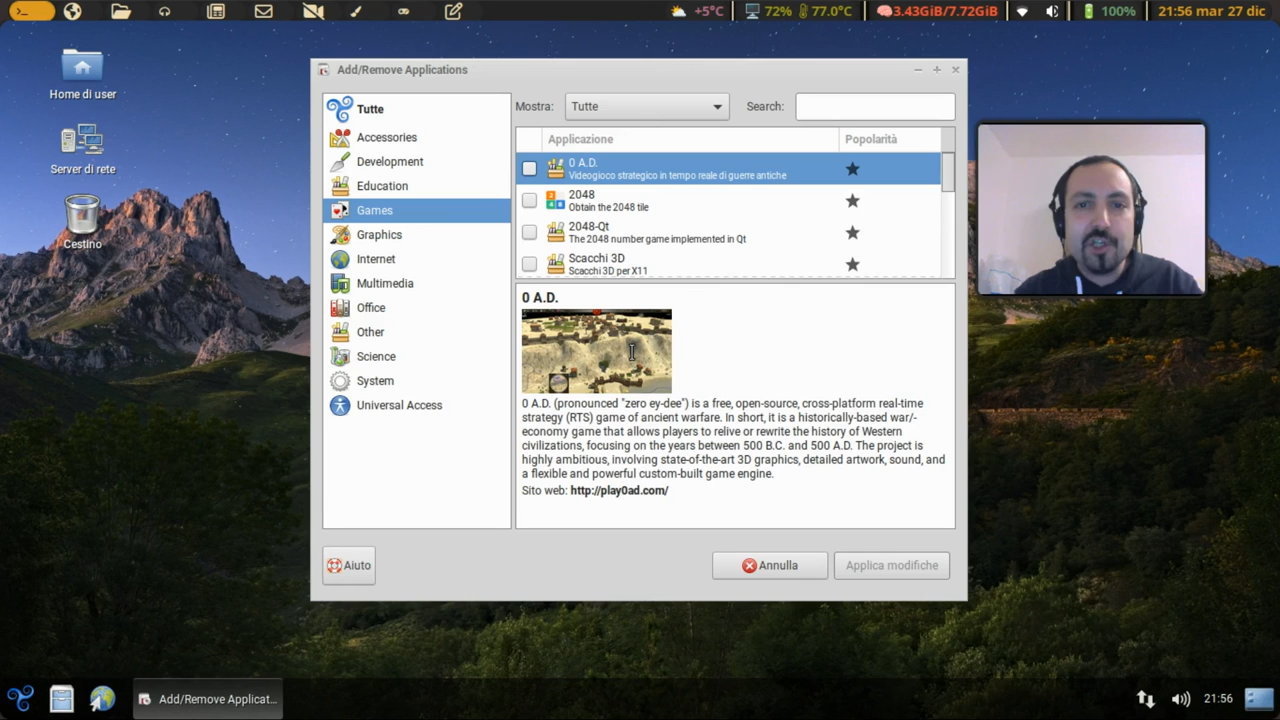 +5°C
72%
77.0°C
3.43GiB/7.72GiB
100%
21:56 mar 27 dic
Home di user
Server di rete
Cestino
Add/Remove Applications
Tutte
Accessories
Development
Education
Games
Graphics
Internet
Multimedia
Office
Other
Science
System
Universal Access
Mostra:
Tutte
Search:
Applicazione
Popolarità
0 A.D.
Videogioco strategico in tempo reale di guerre antiche
2048
Obtain the 2048 tile
2048-Qt
The 2048 number game implemented in Qt
Scacchi 3D
Scacchi 3D per X11
0 A.D.
0 A.D. (pronounced "zero ey-dee") is a free, open-source, cross-platform real-time
strategy (RTS) game of ancient warfare. In short, it is a historically-based war/-
economy game that allows players to relive or rewrite the history of Western
civilizations, focusing on the years between 500 B.C. and 500 A.D. The project is
highly ambitious, involving state-of-the-art 3D graphics, detailed artwork, sound, and
a flexible and powerful custom-built game engine.
Sito web: http://play0ad.com/
Aiuto
Annulla
Applica modifiche
Add/Remove Applicat...
21:56